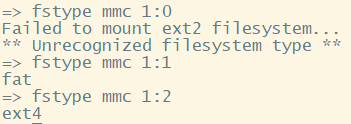 => fstype mmc 1:0
Failed to mount ext2 filesystem...
** Unrecognized filesystem type **
=> fstype mmc 1:1
fat
=> fstype mmc 1:2
ext4